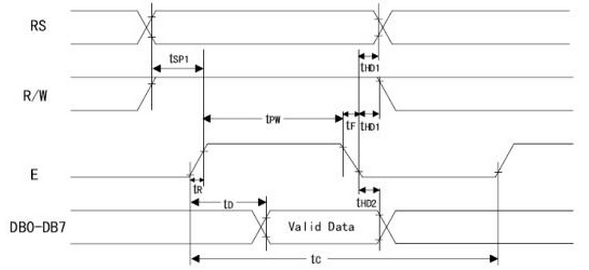 RS
tSP1
tHD1
R/W
tPW
tF
tHD1
E
tR
tD
tHD2
DB0-DB7
Valid Data
tC